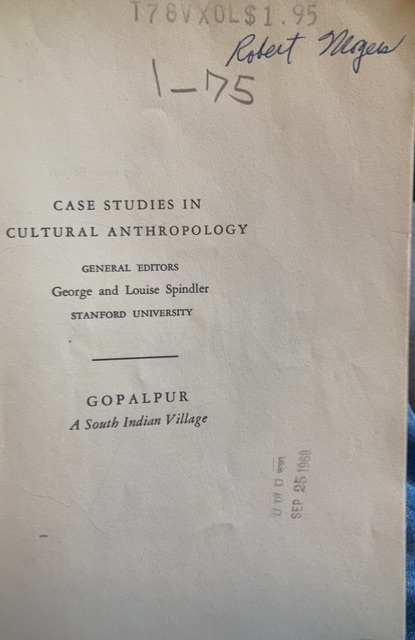 T78VXOL$1.95
Robert Mogers
1-75
CASE STUDIES IN
CULTURAL ANTHROPOLOGY
GENERAL EDITORS
George and Louise Spindler
STANFORD UNIVERSITY
GOPALPUR
A South Indian Village
SEP 25 1968